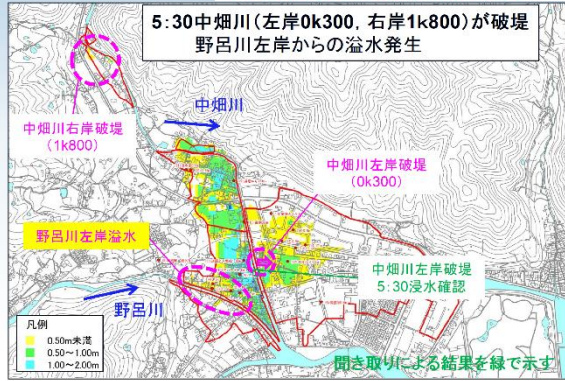 5:30中畑川(左岸0k300，右岸1k800)が破堤
野呂川左岸からの溢水発生
中畑川
中畑川右岸破堤
(1k800)
中畑川左岸破堤
(0k300)
野呂川左岸溢水
中畑川左岸破堤
5:30浸水確認
野呂川
凡例
0.50m未満
0.50～1.00m
1.00～2.00m
聞き取りによる結果を緑で示す